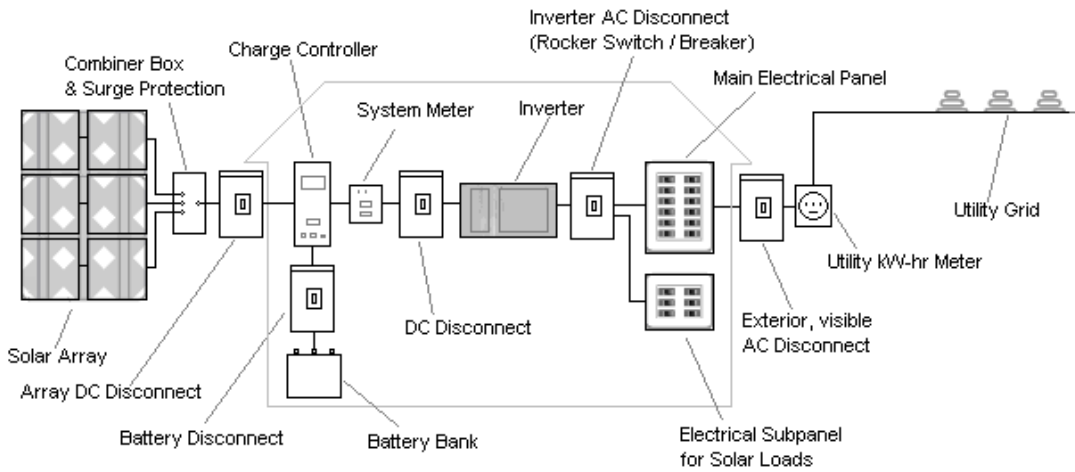 Inverter AC Disconnect
(Rocker Switch / Breaker)
Charge Controller
Combiner Box
& Surge Protection
Main Electrical Panel
System Meter
Inverter
Utility Grid
Utility kW-hr Meter
DC Disconnect
Exterior, visible
AC Disconnect
Solar Array
Array DC Disconnect
Battery Disconnect
Battery Bank
Electrical Subpanel
for Solar Loads